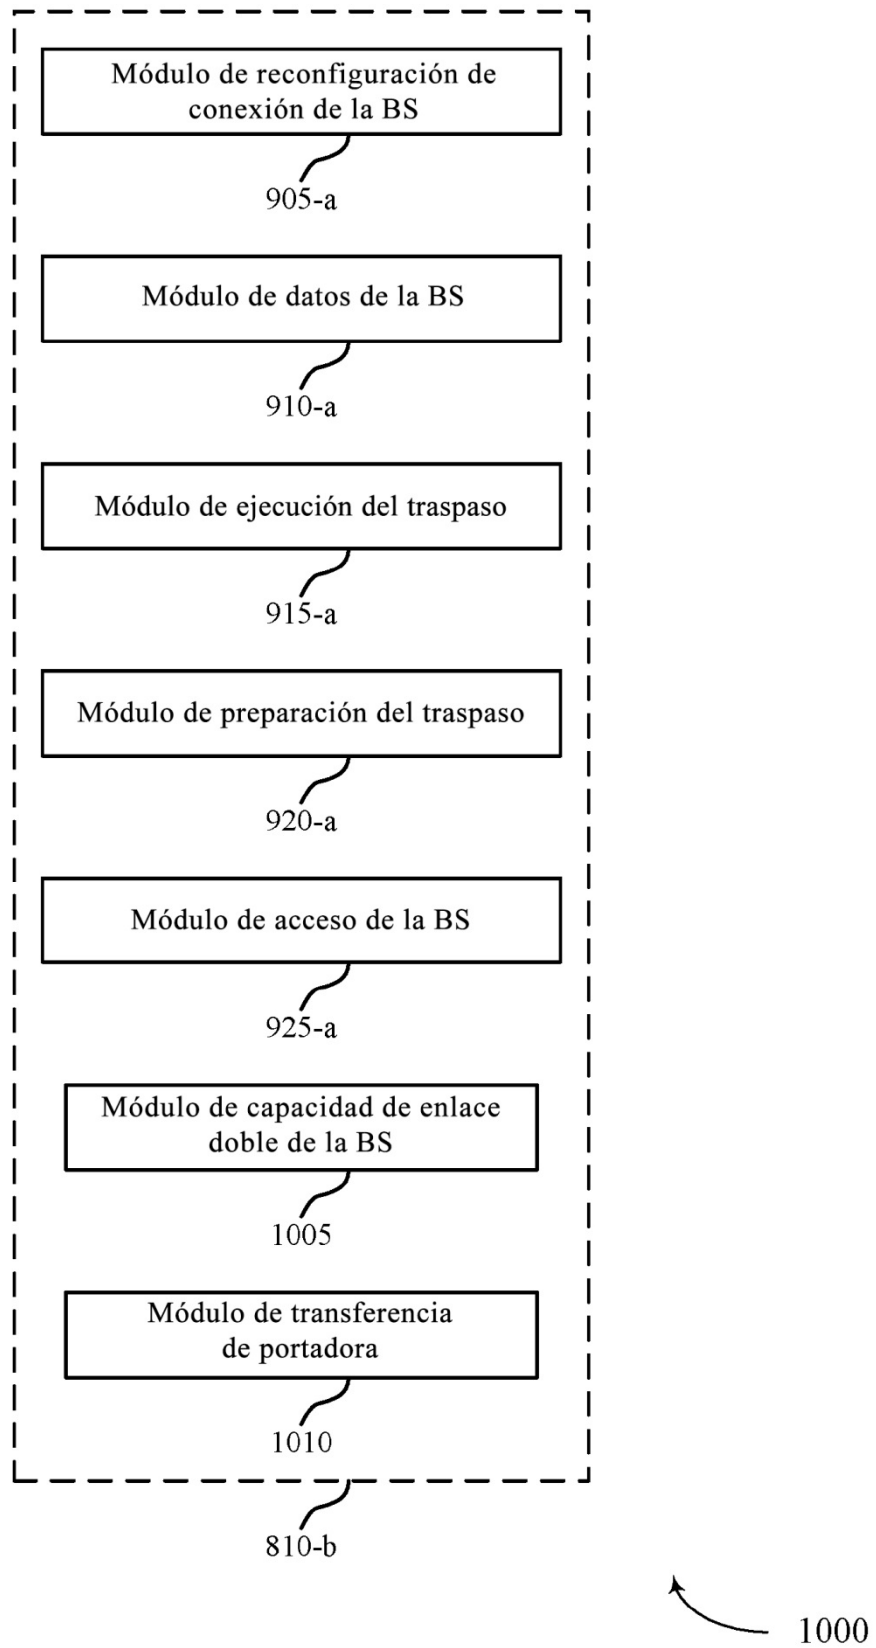 Módulo de reconfiguración de
conexión de la BS
905-a
Módulo de datos de la BS
910-a
Módulo de ejecución del traspaso
915-a
Módulo de preparación del traspaso
920-a
Módulo de acceso de la BS
925-a
Módulo de capacidad de enlace
doble de la BS
1005
Módulo de transferencia
de portadora
1010
810-b
1000